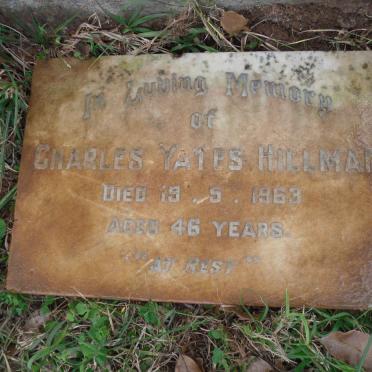 In Loving Memory
of
CHARLES YATES HILLMAN
DIED 19 . 5 . 1963
AGED 46 YEARS.
"AT REST"